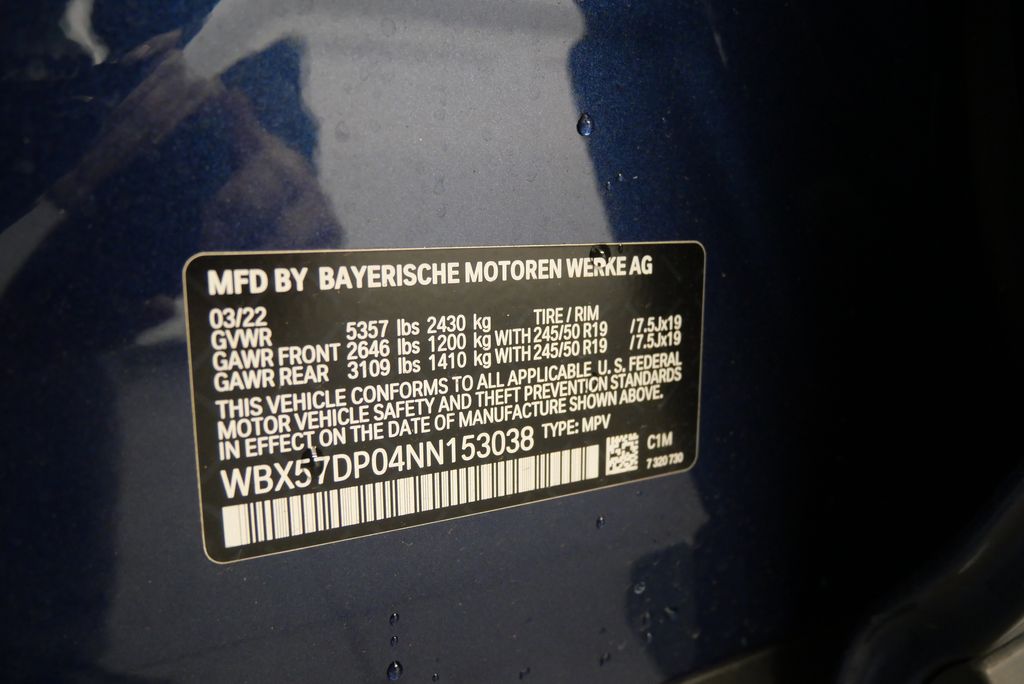 MFD BY BAYERISCHE MOTOREN WERKE AG
03/22 TIRE / RIM
GVWR 5357 lbs 2430 kg
GAWR FRONT 2646 lbs 1200 kg WITH 245/50 R19 /7.5Jx19
GAWR REAR 3109 lbs 1410 kg WITH 245/50 R19 /7.5Jx19
THIS VEHICLE CONFORMS TO ALL APPLICABLE U. S. FEDERAL
MOTOR VEHICLE SAFETY AND THEFT PREVENTION STANDARDS
IN EFFECT ON THE DATE OF MANUFACTURE SHOWN ABOVE.
WBX57DP04NN153038 TYPE: MPV
C1M
7 320 730